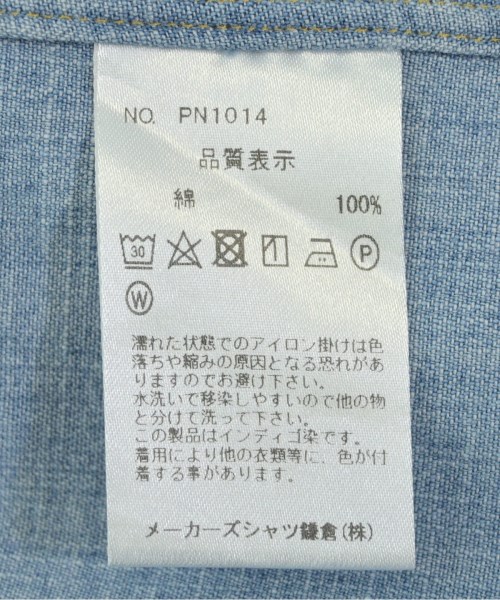 NO. PN1014
品質表示
綿 100%
30 P
W
濡れた状態でのアイロン掛けは色
落ちや縮みの原因となる恐れがあ
りますのでお避け下さい。
水洗いで移染しやすいので他の物
と分けて洗って下さい。
この製品はインディゴ染です。
着用により他の衣類等に、色が付
着する事があります。
メーカーズシャツ鎌倉(株)